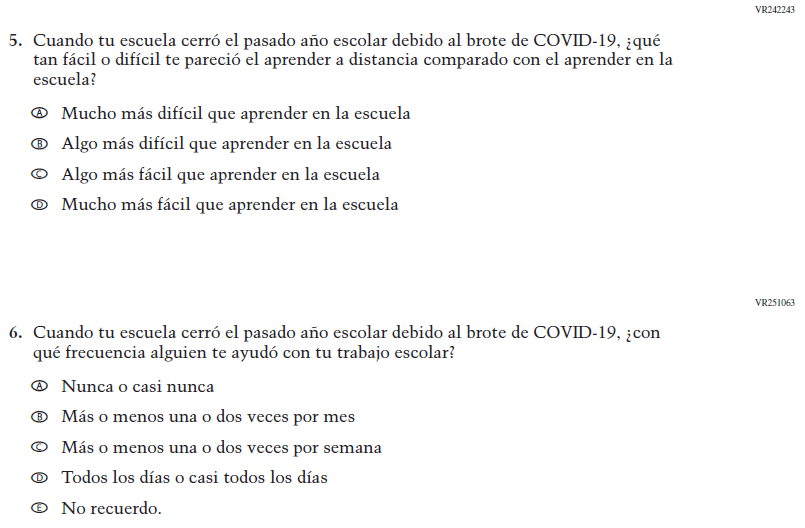 VR242243
5. Cuando tu escuela cerró el pasado año escolar debido al brote de COVID-19, ¿qué
tan fácil o difícil te pareció el aprender a distancia comparado con el aprender en la
escuela?
A Mucho más difícil que aprender en la escuela
B Algo más difícil que aprender en la escuela
C Algo más fácil que aprender en la escuela
D Mucho más fácil que aprender en la escuela
VR251063
6. Cuando tu escuela cerró el pasado año escolar debido al brote de COVID-19, ¿con
qué frecuencia alguien te ayudó con tu trabajo escolar?
A Nunca o casi nunca
B Más o menos una o dos veces por mes
C Más o menos una o dos veces por semana
D Todos los días o casi todos los días
E No recuerdo.